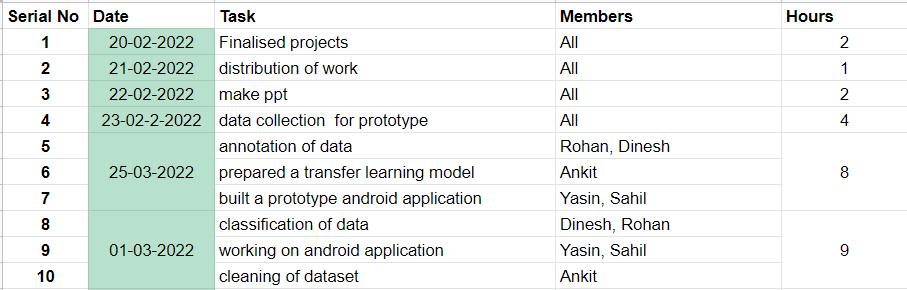 Serial No Date Task Members Hours
1 20-02-2022 Finalised projects All 2
2 21-02-2022 distribution of work All 1
3 22-02-2022 make ppt All 2
4 23-02-2-2022 data collection for prototype All 4
5 annotation of data Rohan, Dinesh
6 25-03-2022 prepared a transfer learning model Ankit 8
7 built a prototype android application Yasin, Sahil
8 classification of data Dinesh, Rohan
9 01-03-2022 working on android application Yasin, Sahil 9
10 cleaning of dataset Ankit